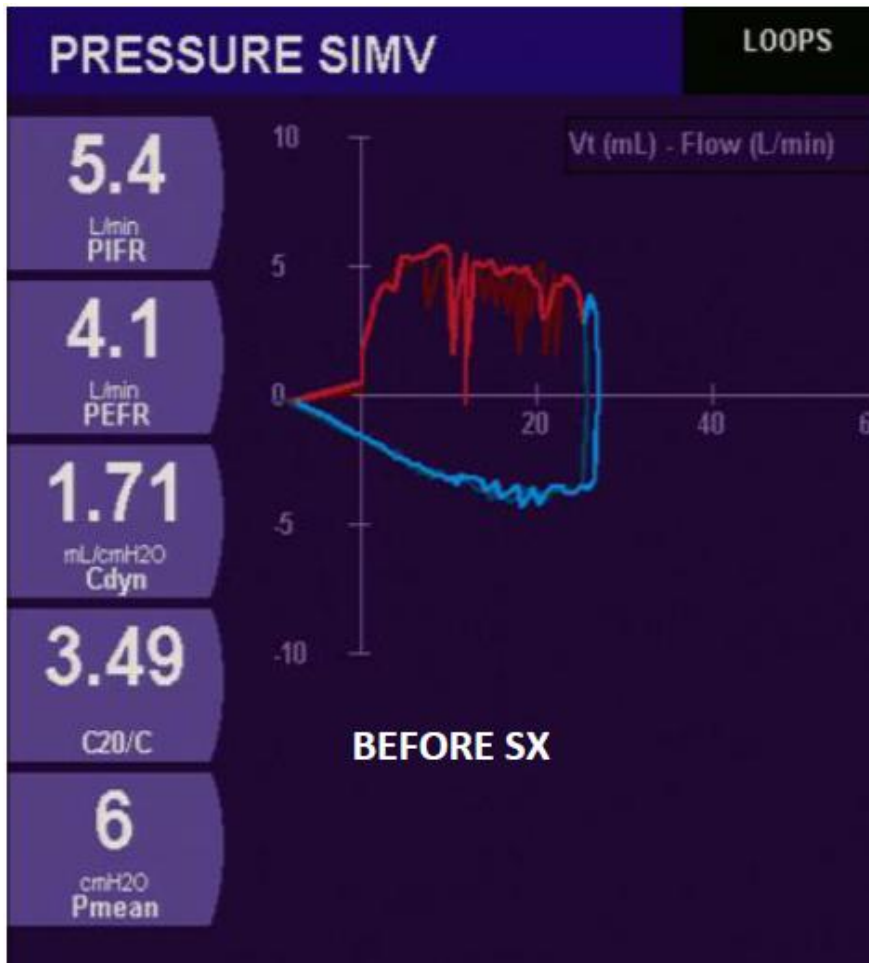 PRESSURE SIMV
LOOPS
5.4
L/min
PIFR
4.1
L/min
PEFR
1.71
mL/cmH2O
Cdyn
3.49
C20/C
6
cmH2O
Pmean
Vt (mL) - Flow (L/min)
10
5
0
20
40
6
-5
-10
BEFORE SX